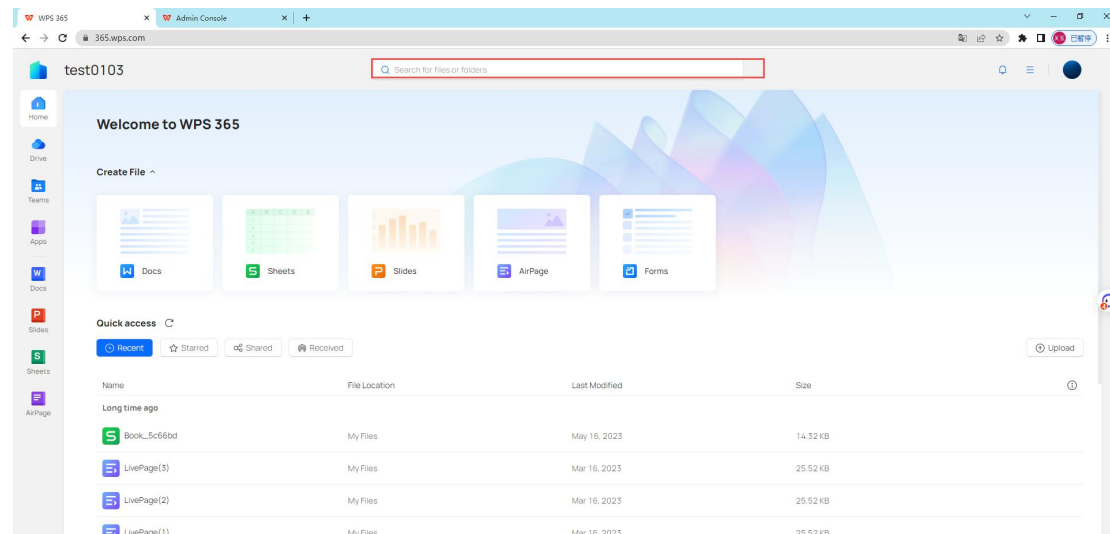 WPS 365
Admin Console
365.wps.com
已暂停
test0103
Search for files or folders
Home
Drive
Teams
Apps
Docs
Slides
Sheets
AirPage
Welcome to WPS 365
Create File
Docs
Sheets
Slides
AirPage
Forms
Quick access
Recent
Starred
Shared
Received
Upload
Name
File Location
Last Modified
Size
Long time ago
Book_5c66bd
My Files
May 16, 2023
14.32 KB
LivePage(3)
My Files
Mar 16, 2023
25.52 KB
LivePage(2)
My Files
Mar 16, 2023
25.52 KB
LivePage(1)
My Files
Mar 16, 2023
25.52 KB